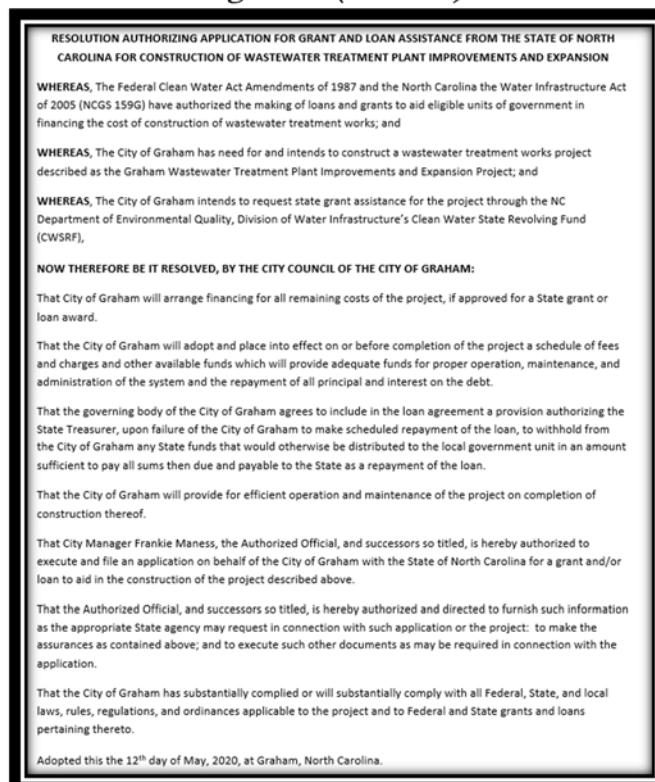 RESOLUTION AUTHORIZING APPLICATION FOR GRANT AND LOAN ASSISTANCE FROM THE STATE OF NORTH
CAROLINA FOR CONSTRUCTION OF WASTEWATER TREATMENT PLANT IMPROVEMENTS AND EXPANSION
WHEREAS, The Federal Clean Water Act Amendments of 1987 and the North Carolina the Water Infrastructure Act
of 2005 (NCGS 159G) have authorized the making of loans and grants to aid eligible units of government in
financing the cost of construction of wastewater treatment works; and
WHEREAS, The City of Graham has need for and intends to construct a wastewater treatment works project
described as the Graham Wastewater Treatment Plant Improvements and Expansion Project; and
WHEREAS, The City of Graham intends to request state grant assistance for the project through the NC
Department of Environmental Quality, Division of Water Infrastructure's Clean Water State Revolving Fund
(CWSRF),
NOW THEREFORE BE IT RESOLVED, BY THE CITY COUNCIL OF THE CITY OF GRAHAM:
That City of Graham will arrange financing for all remaining costs of the project, if approved for a State grant or
loan award.
That the City of Graham will adopt and place into effect on or before completion of the project a schedule of fees
and charges and other available funds which will provide adequate funds for proper operation, maintenance, and
administration of the system and the repayment of all principal and interest on the debt.
That the governing body of the City of Graham agrees to include in the loan agreement a provision authorizing the
State Treasurer, upon failure of the City of Graham to make scheduled repayment of the loan, to withhold from
the City of Graham any State funds that would otherwise be distributed to the local government unit in an amount
sufficient to pay all sums then due and payable to the State as a repayment of the loan.
That the City of Graham will provide for efficient operation and maintenance of the project on completion of
construction thereof.
That City Manager Frankie Maness, the Authorized Official, and successors so titled, is hereby authorized to
execute and file an application on behalf of the City of Graham with the State of North Carolina for a grant and/or
loan to aid in the construction of the project described above.
That the Authorized Official, and successors so titled, is hereby authorized and directed to furnish such information
as the appropriate State agency may request in connection with such application or the project: to make the
assurances as contained above; and to execute such other documents as may be required in connection with the
application.
That the City of Graham has substantially complied or will substantially comply with all Federal, State, and local
laws, rules, regulations, and ordinances applicable to the project and to Federal and State grants and loans
pertaining thereto.
Adopted this the 12th day of May, 2020, at Graham, North Carolina.